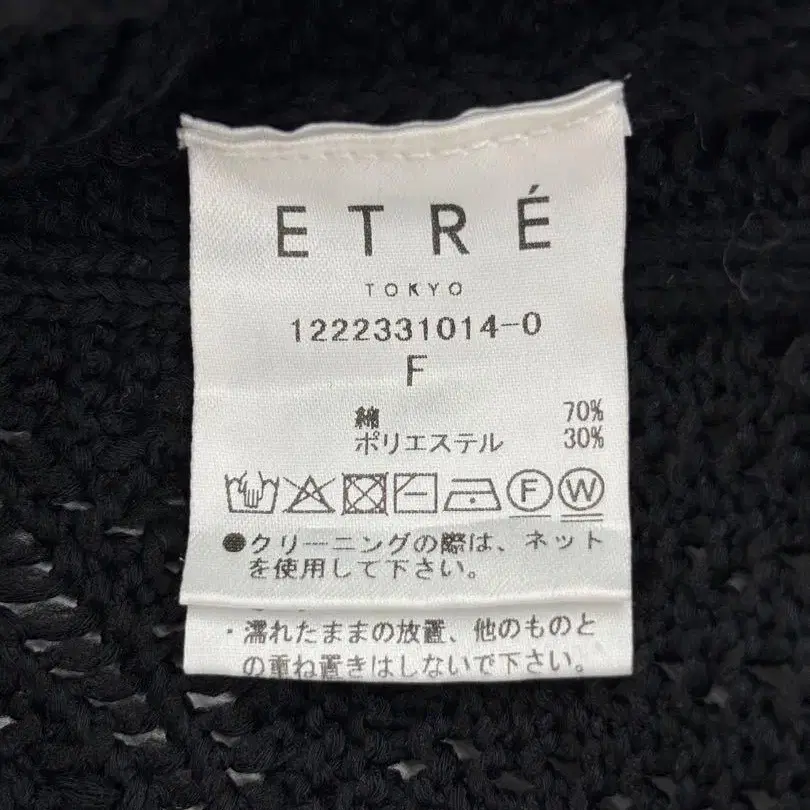 ETRÉ
TOKYO
1222331014-0
F
綿 70%
ポリエステル 30%
F W
●クリーニングの際は、ネット
を使用して下さい。
・濡れたままの放置、他のものと
の重ね置きはしないで下さい。